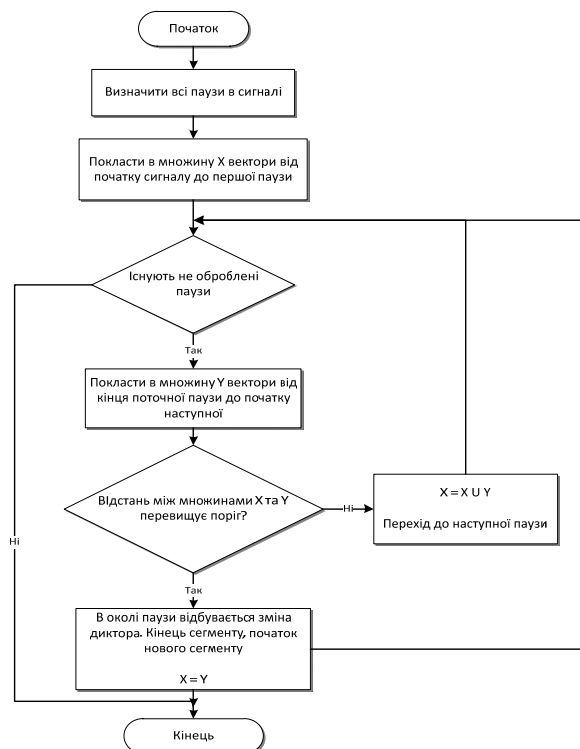 Початок
Визначити всі паузи в сигналі
Покласти в множину X вектори від
початку сигналу до першої паузи
Існують не оброблені
паузи
Так
Покласти в множину Y вектори від
кінця поточної паузи до початку
наступної
Відстань між множинами X та Y
перевищує поріг?
Ні
X = X U Y
Перехід до наступної паузи
Ні
Так
В околі паузи відбувається зміна
диктора. Кінець сегменту, початок
нового сегменту
X = Y
Кінець